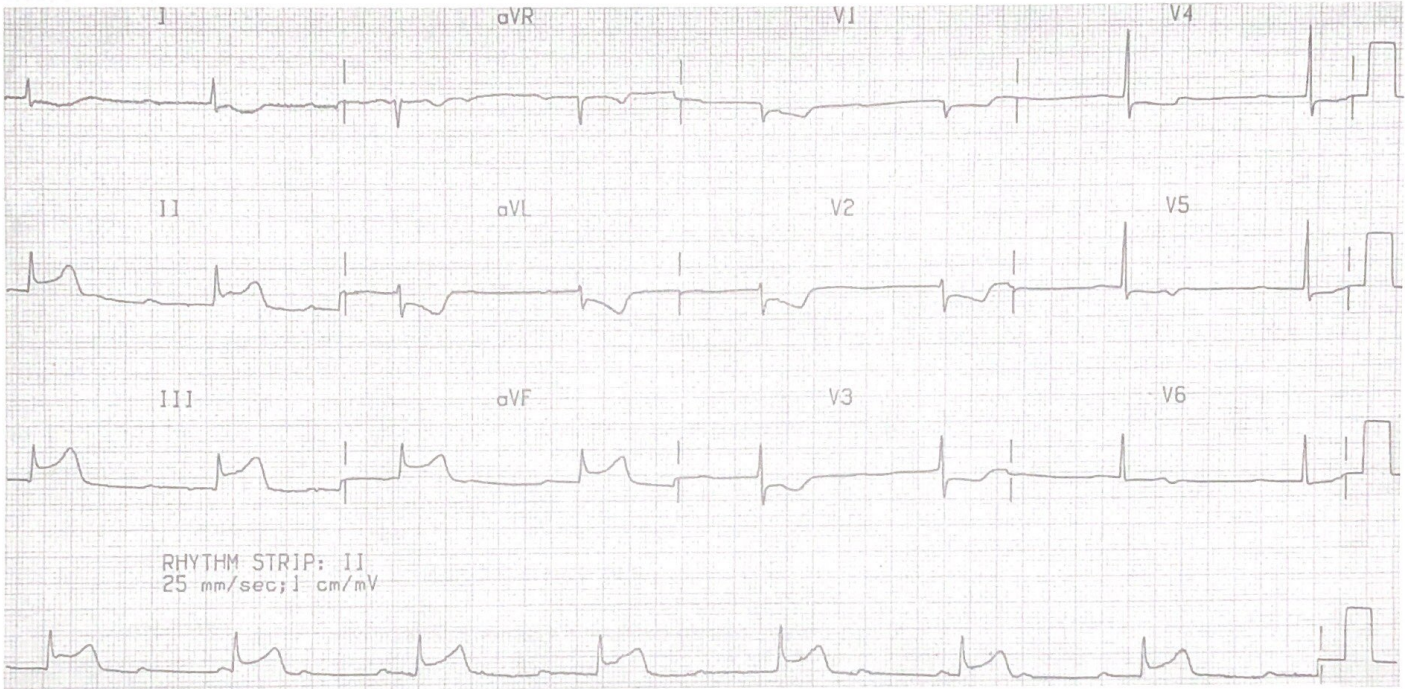 I aVR V1 V4
II aVL V2 V5
III aVF V3 V6
RHYTHM STRIP: II
25 mm/sec;1 cm/mV